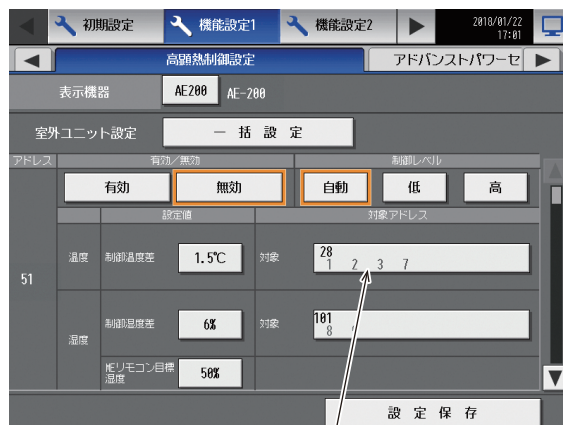 初期設定 機能設定1 機能設定2 2018/01/22
17:01
高顕熱制御設定 アドバンストパワーセ
表示機器 AE200 AE-200
室外ユニット設定 一 括 設 定
アドレス 有効／無効 制御レベル
有効 無効 自動 低 高
設定値 対象アドレス
温度 制御温度差 1.5℃ 対象 28
1 2 3 7
51
湿度 制御湿度差 6% 対象 101
8
MEリモコン目標
湿度 50%
設 定 保 存